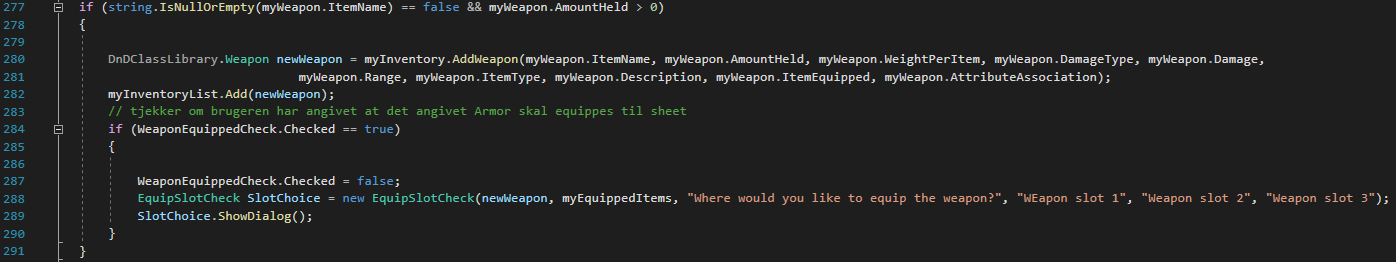 277 if (string.IsNullOrEmpty(myWeapon.ItemName) == false && myWeapon.AmountHeld > 0)
278 {
279
280 DnDClassLibrary.Weapon newWeapon = myInventory.AddWeapon(myWeapon.ItemName, myWeapon.AmountHeld, myWeapon.WeightPerItem, myWeapon.DamageType, myWeapon.Damage,
281 myWeapon.Range, myWeapon.ItemType, myWeapon.Description, myWeapon.ItemEquipped, myWeapon.AttributeAssociation);
282 myInventoryList.Add(newWeapon);
283 // tjekker om brugeren har angivet at det angivet Armor skal equippes til sheet
284 if (WeaponEquippedCheck.Checked == true)
285 {
286
287 WeaponEquippedCheck.Checked = false;
288 EquipSlotCheck SlotChoice = new EquipSlotCheck(newWeapon, myEquippedItems, "Where would you like to equip the weapon?", "WEapon slot 1", "Weapon slot 2", "Weapon slot 3");
289 SlotChoice.ShowDialog();
290 }
291 }